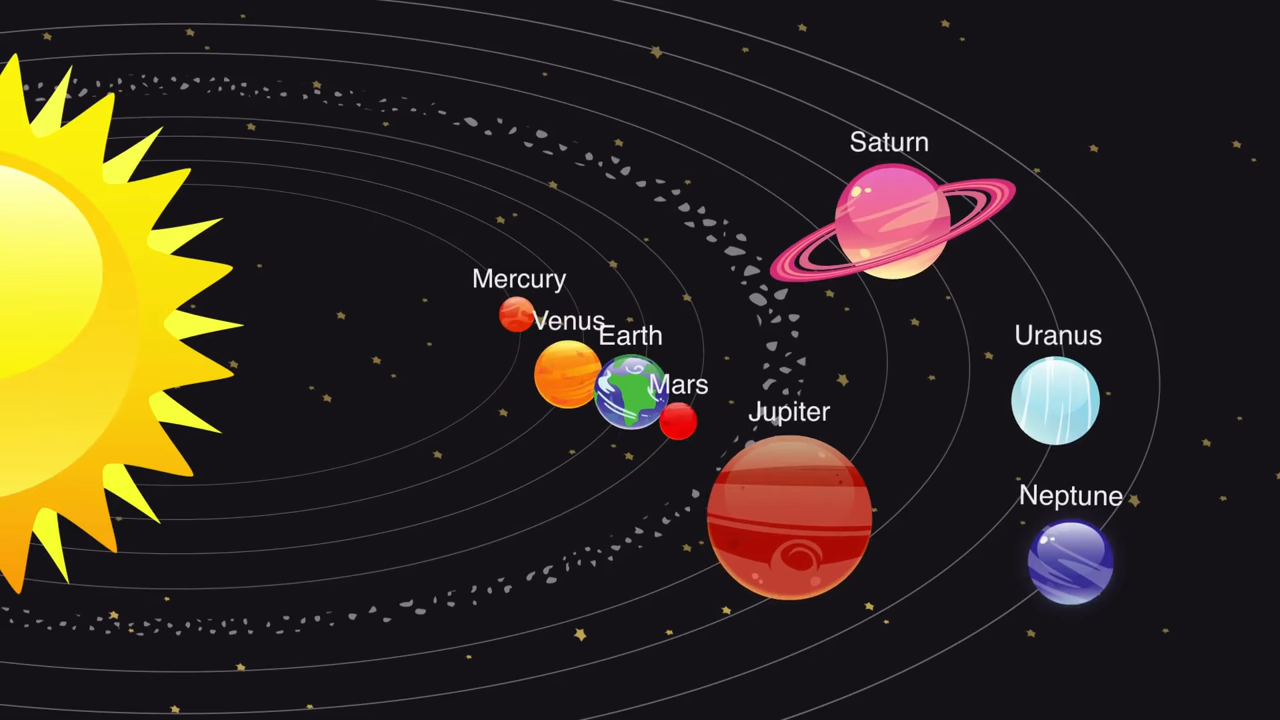 Saturn
Mercury
Venus
Earth
Uranus
Mars
Jupiter
Neptune